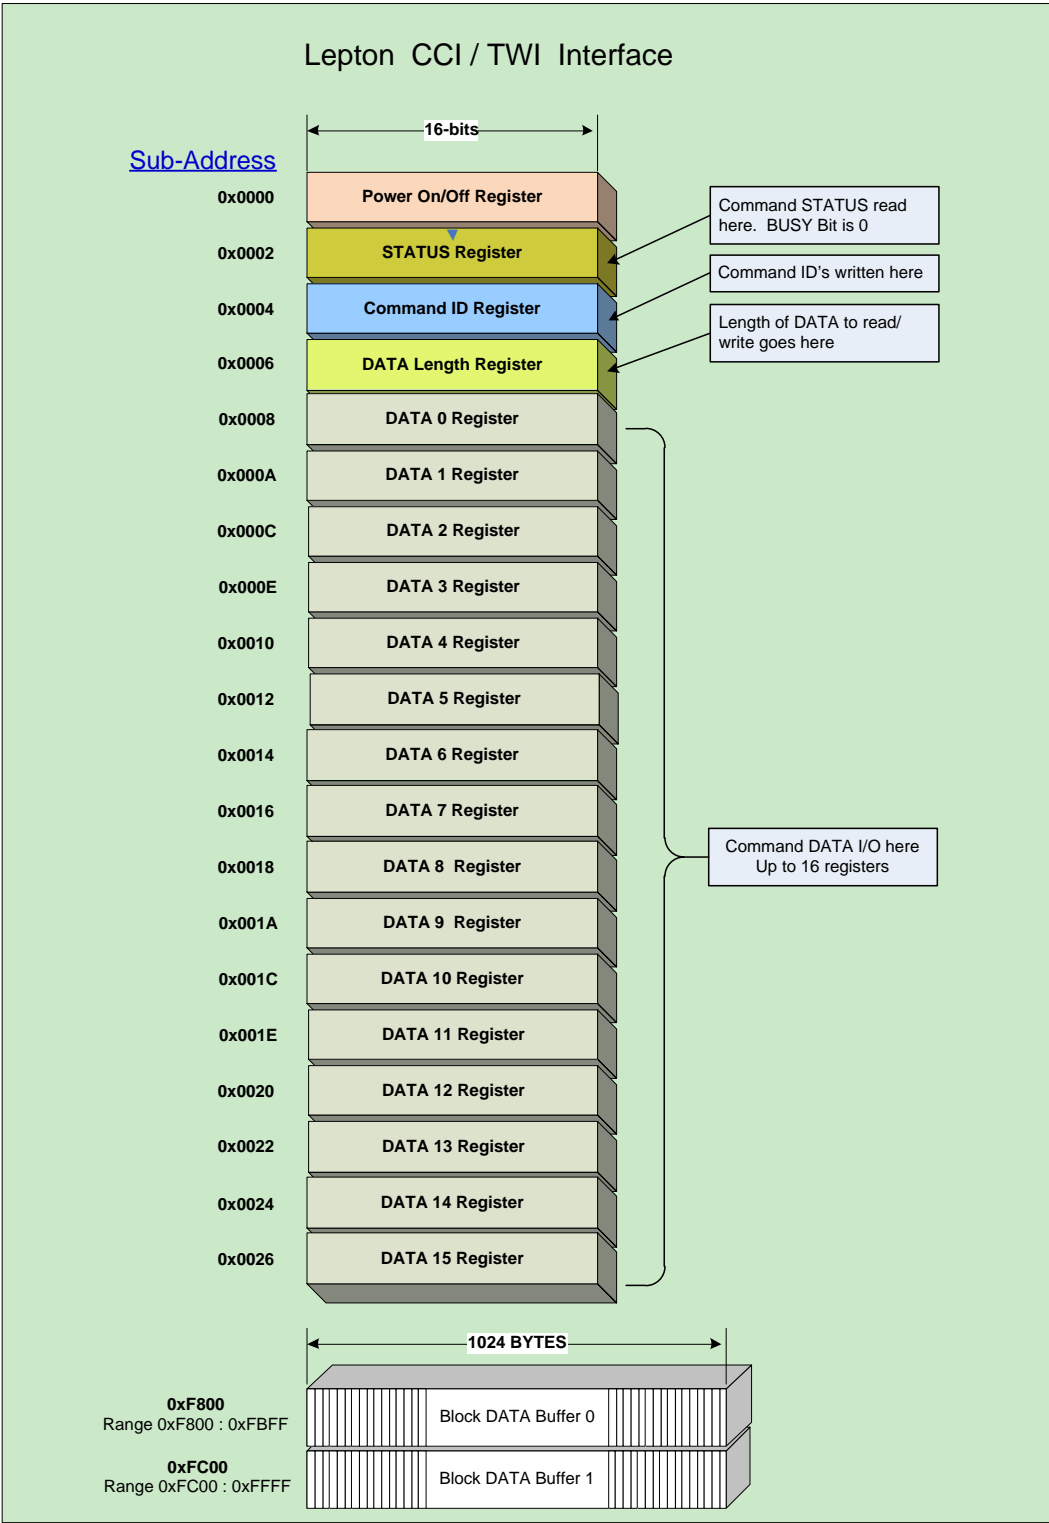 Lepton CCI / TWI Interface
16-bits
Sub-Address
0x0000 Power On/Off Register
Command STATUS read
here. BUSY Bit is 0
0x0002 STATUS Register
Command ID's written here
0x0004 Command ID Register
Length of DATA to read/
write goes here
0x0006 DATA Length Register
0x0008 DATA 0 Register
0x000A DATA 1 Register
0x000C DATA 2 Register
0x000E DATA 3 Register
0x0010 DATA 4 Register
0x0012 DATA 5 Register
0x0014 DATA 6 Register
0x0016 DATA 7 Register
Command DATA I/O here
Up to 16 registers
0x0018 DATA 8 Register
0x001A DATA 9 Register
0x001C DATA 10 Register
0x001E DATA 11 Register
0x0020 DATA 12 Register
0x0022 DATA 13 Register
0x0024 DATA 14 Register
0x0026 DATA 15 Register
1024 BYTES
0xF800
Range 0xF800 : 0xFBFF
Block DATA Buffer 0
0xFC00
Range 0xFC00 : 0xFFFF
Block DATA Buffer 1